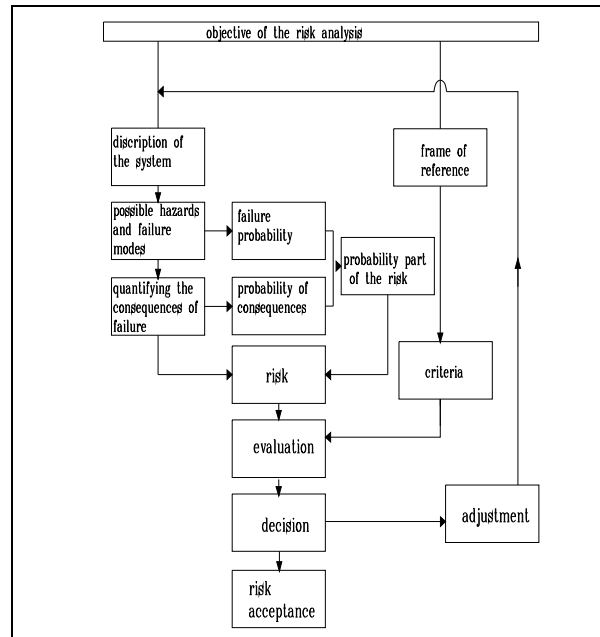 objective of the risk analysis
discription of
the system
frame of
reference
possible hazards
and failure
modes
failure
probability
probability part
of the risk
quantifying the
consequences of
failure
probability of
consequences
risk
criteria
evaluation
decision
adjustment
risk
acceptance